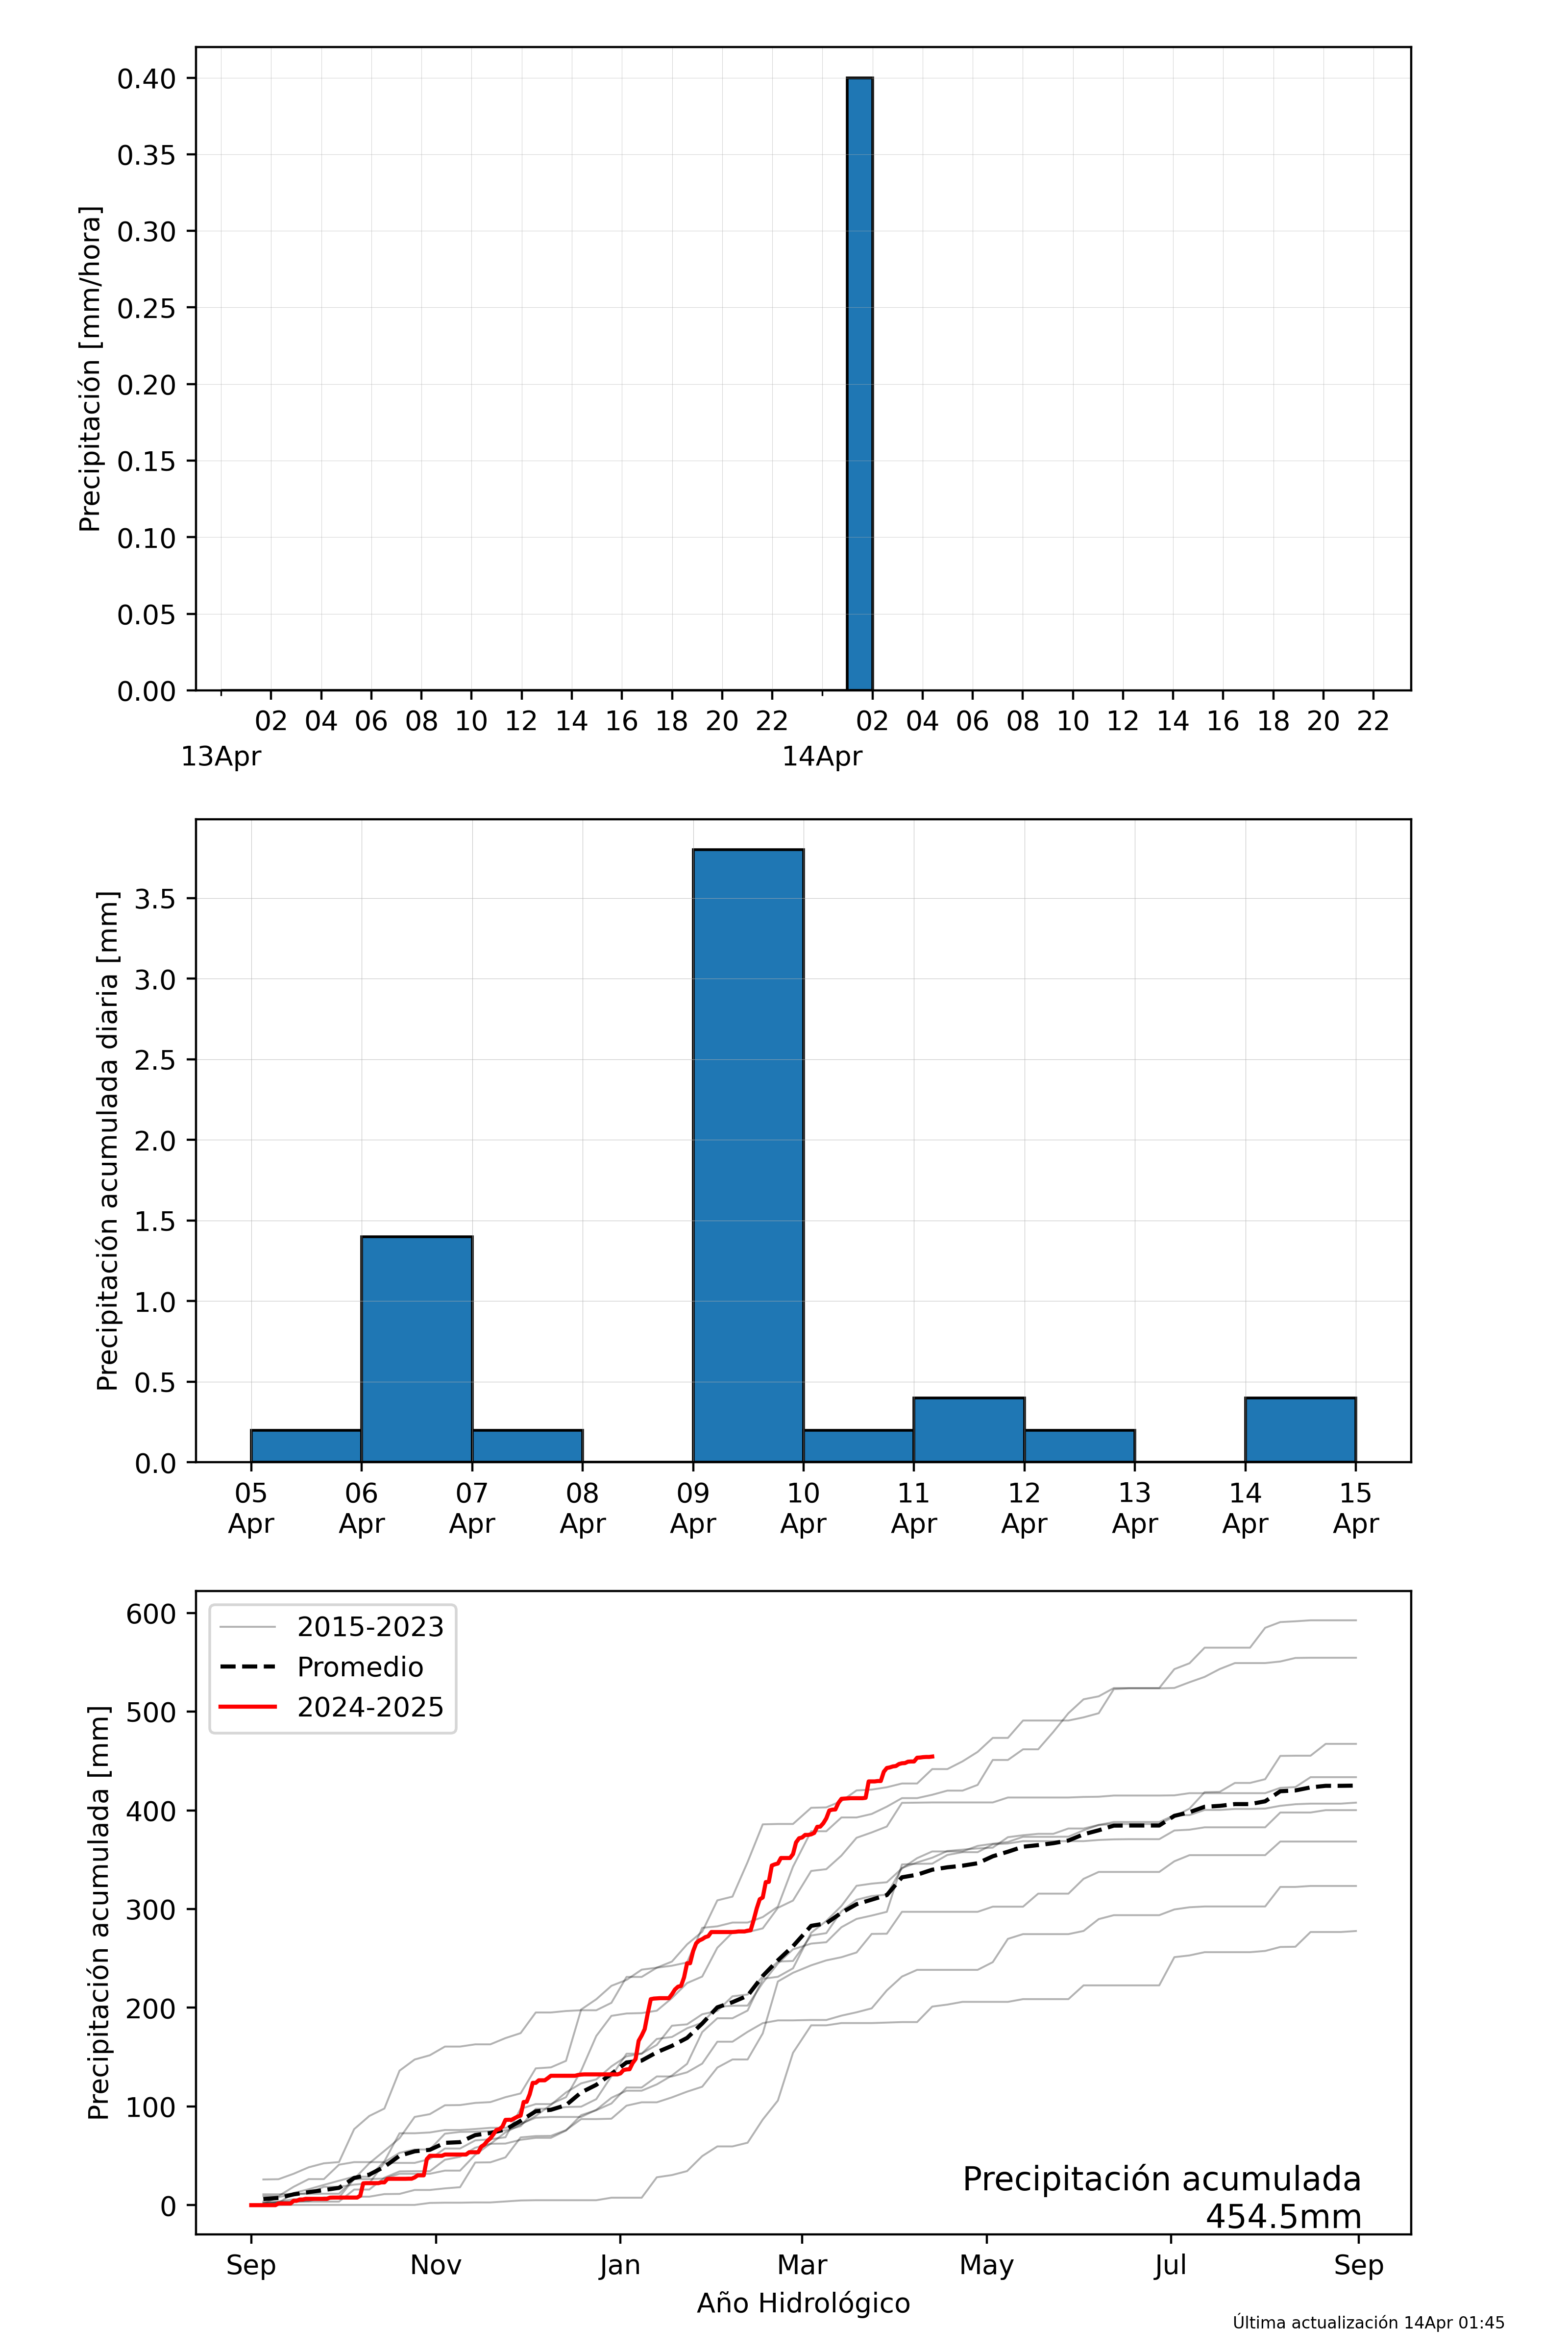 Precipitación [mm/hora]
0.40
0.35
0.30
0.25
0.20
0.15
0.10
0.05
0.00
02 04 06 08 10 12 14 16 18 20 22 02 04 06 08 10 12 14 16 18 20 22
13Apr 14Apr
Precipitación acumulada diaria [mm]
3.5
3.0
2.5
2.0
1.5
1.0
0.5
0.0
05 06 07 08 09 10 11 12 13 14 15
Apr Apr Apr Apr Apr Apr Apr Apr Apr Apr Apr
Precipitación acumulada [mm]
600
500
400
300
200
100
0
2015-2023
Promedio
2024-2025
Precipitación acumulada
454.5mm
Sep Nov Jan Mar May Jul Sep
Año Hidrológico
Última actualización 14Apr 01:45